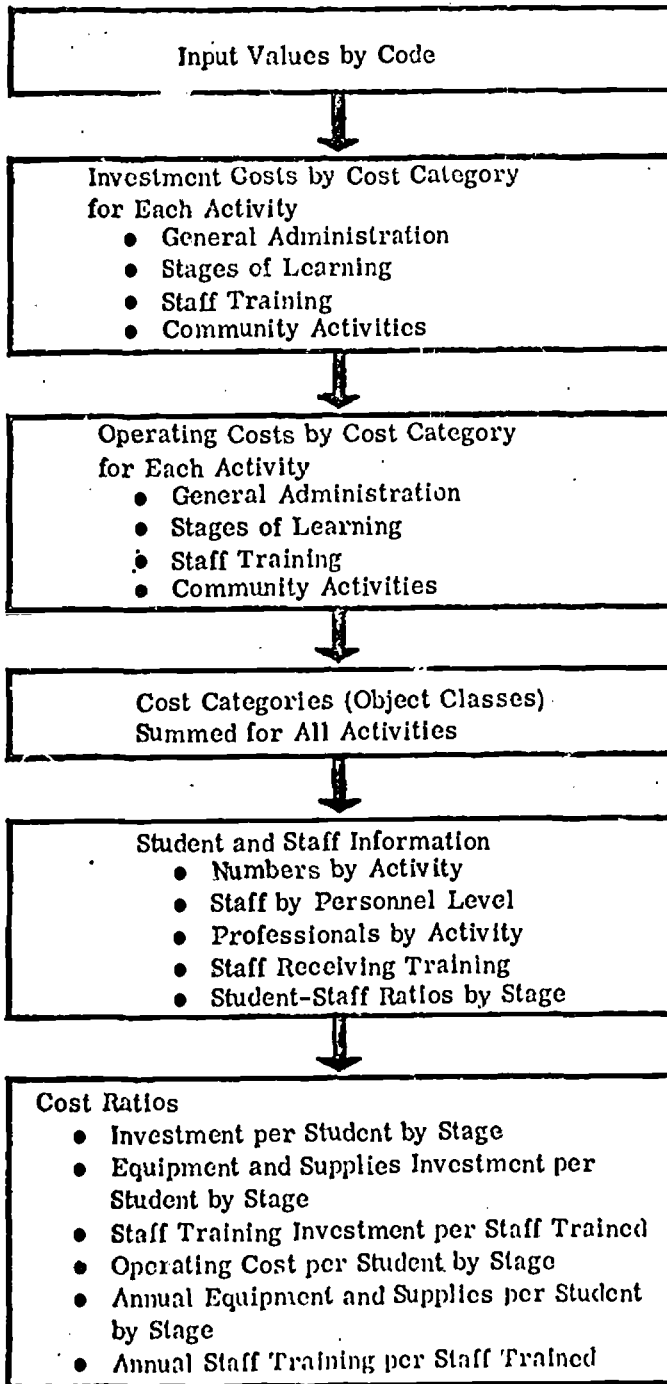 Input Values by Code
Investment Costs by Cost Category
for Each Activity
● General Administration
● Stages of Learning
● Staff Training
● Community Activities
Operating Costs by Cost Category
for Each Activity
● General Administration
● Stages of Learning
● Staff Training
● Community Activities
Cost Categories (Object Classes)
Summed for All Activities
Student and Staff Information
● Numbers by Activity
● Staff by Personnel Level
● Professionals by Activity
● Staff Receiving Training
● Student-Staff Ratios by Stage
Cost Ratios
● Investment per Student by Stage
● Equipment and Supplies Investment per
Student by Stage
● Staff Training Investment per Staff Trained
● Operating Cost per Student by Stage
● Annual Equipment and Supplies per Student
by Stage
● Annual Staff Training per Staff Trained